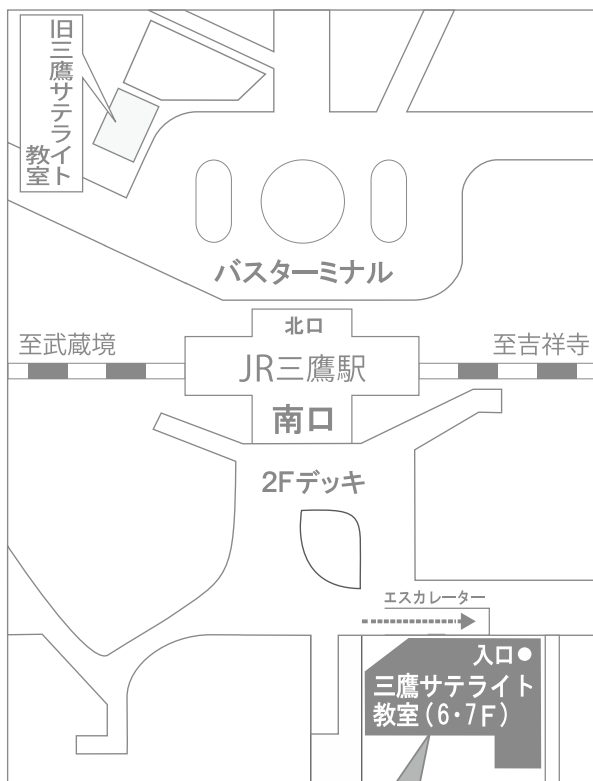 旧三鷹サテライト
教室
バスターミナル
北口
至武蔵境
JR三鷹駅
至吉祥寺
南口
2Fデッキ
エスカレーター
入口●
三鷹サテライト
教室(6・7F)